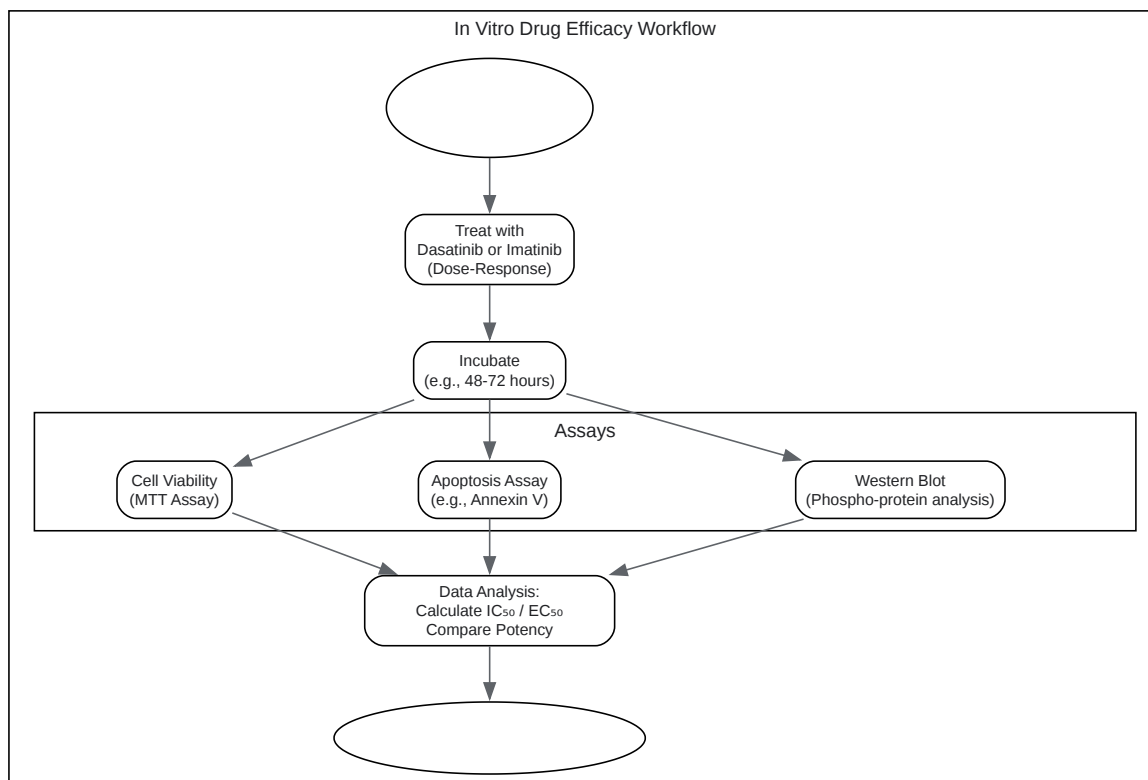 In Vitro Drug Efficacy Workflow
Treat with
Dasatinib or Imatinib
(Dose-Response)
Incubate
(e.g., 48-72 hours)
Assays
Cell Viability
(MTT Assay)
Apoptosis Assay
(e.g., Annexin V)
Western Blot
(Phospho-protein analysis)
Data Analysis:
Calculate IC₅₀ / EC₅₀
Compare Potency